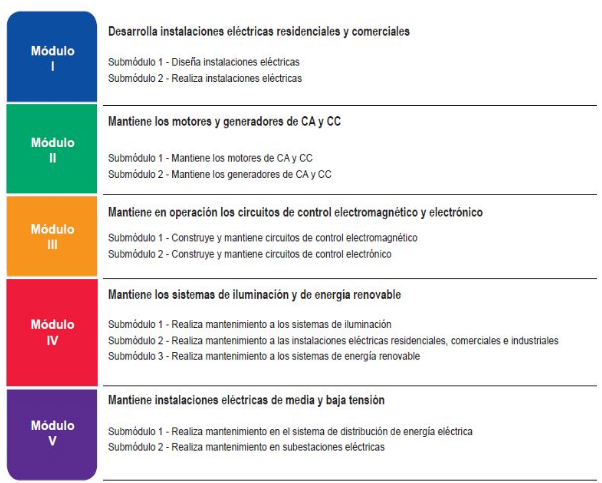 Módulo
I
Desarrolla instalaciones eléctricas residenciales y comerciales
Submódulo 1 - Diseña instalaciones eléctricas
Submódulo 2 - Realiza instalaciones eléctricas
Módulo
II
Mantiene los motores y generadores de CA y CC
Submódulo 1 - Mantiene los motores de CA y CC
Submódulo 2 - Mantiene los generadores de CA y CC
Módulo
III
Mantiene en operación los circuitos de control electromagnético y electrónico
Submódulo 1 - Construye y mantiene circuitos de control electromagnético
Submódulo 2 - Construye y mantiene circuitos de control electrónico
Módulo
IV
Mantiene los sistemas de iluminación y de energía renovable
Submódulo 1 - Realiza mantenimiento a los sistemas de iluminación
Submódulo 2 - Realiza mantenimiento a las instalaciones eléctricas residenciales, comerciales e industriales
Submódulo 3 - Realiza mantenimiento a los sistemas de energía renovable
Módulo
V
Mantiene instalaciones eléctricas de media y baja tensión
Submódulo 1 - Realiza mantenimiento en el sistema de distribución de energía eléctrica
Submódulo 2 - Realiza mantenimiento en subestaciones eléctricas